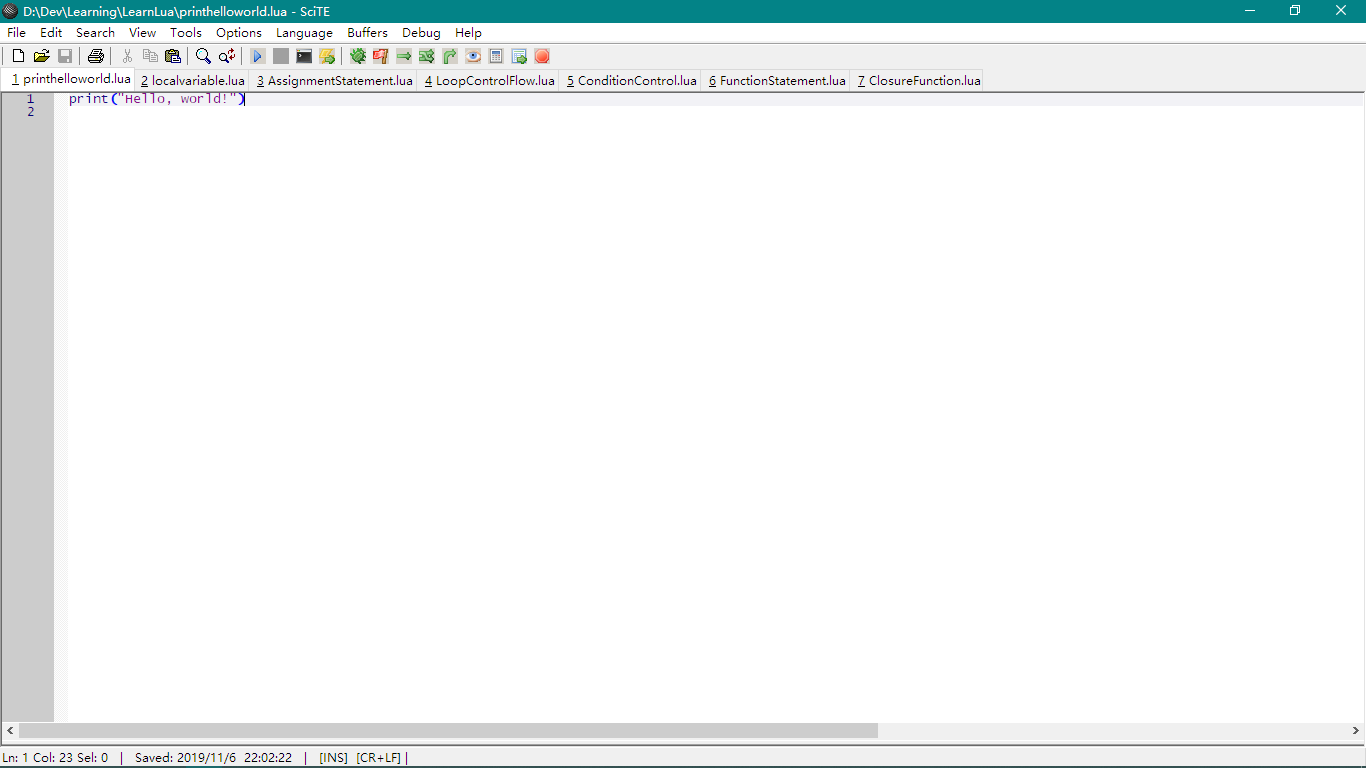 D:\Dev\Learning\LearnLua\printhelloworld.lua - SciTE
File Edit Search View Tools Options Language Buffers Debug Help
1 printhelloworld.lua 2 localvariable.lua 3 AssignmentStatement.lua 4 LoopControlFlow.lua 5 ConditionControl.lua 6 FunctionStatement.lua 7 ClosureFunction.lua
1 print("Hello, world!")
2
Ln: 1 Col: 23 Sel: 0 | Saved: 2019/11/6 22:02:22 | [INS] [CR+LF] |